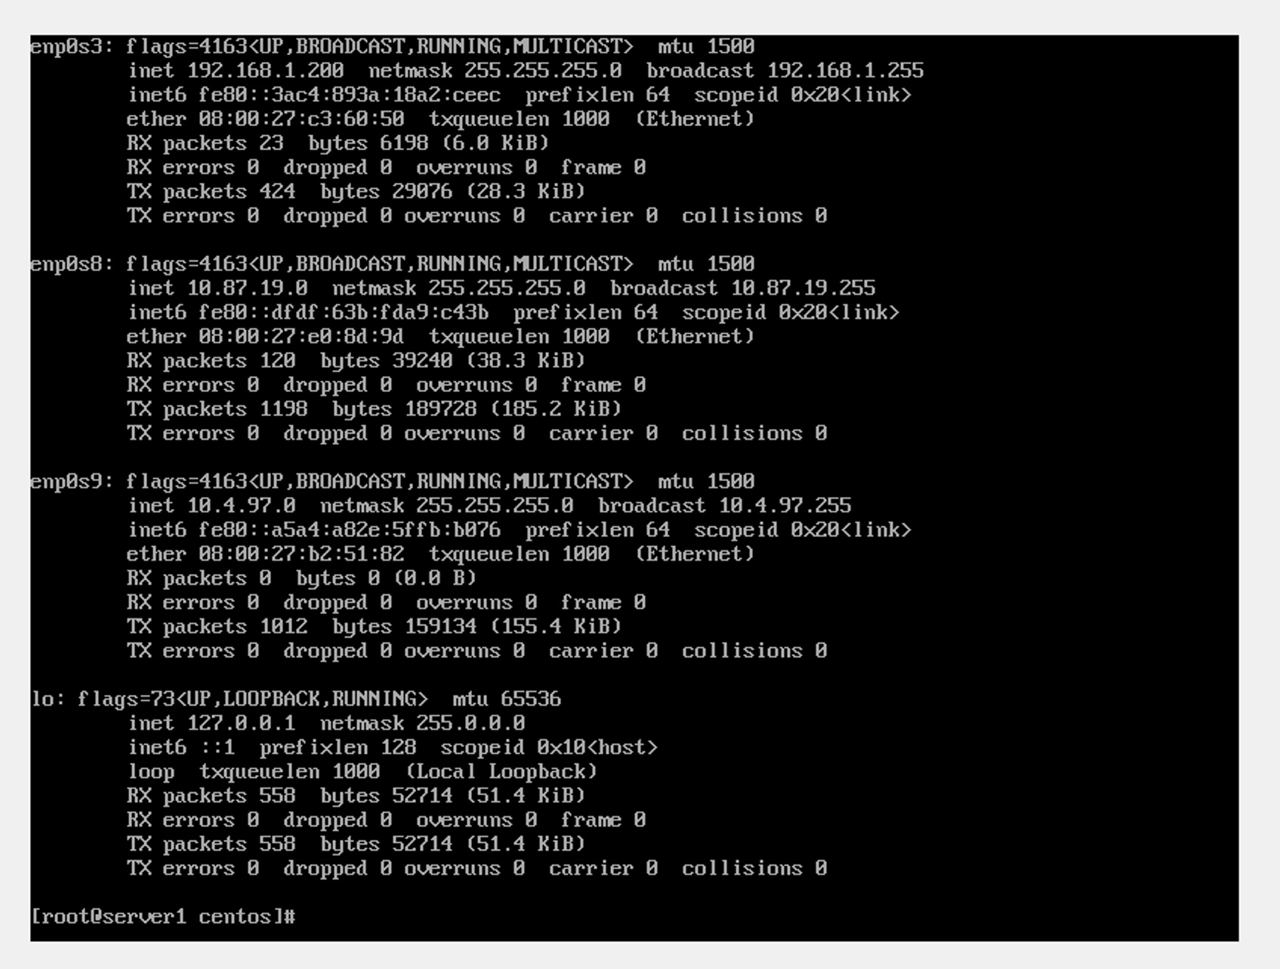 enp0s3: flags=4163<UP,BROADCAST,RUNNING,MULTICAST>  mtu 1500
        inet 192.168.1.200  netmask 255.255.255.0  broadcast 192.168.1.255
        inet6 fe80::3ac4:893a:18a2:ceec  prefixlen 64  scopeid 0x20<link>
        ether 08:00:27:c3:60:50  txqueuelen 1000  (Ethernet)
        RX packets 23  bytes 6198 (6.0 KiB)
        RX errors 0  dropped 0  overruns 0  frame 0
        TX packets 424  bytes 29076 (28.3 KiB)
        TX errors 0  dropped 0 overruns 0  carrier 0  collisions 0

enp0s8: flags=4163<UP,BROADCAST,RUNNING,MULTICAST>  mtu 1500
        inet 10.87.19.0  netmask 255.255.255.0  broadcast 10.87.19.255
        inet6 fe80::dfdf:63b:fda9:c43b  prefixlen 64  scopeid 0x20<link>
        ether 08:00:27:e0:8d:9d  txqueuelen 1000  (Ethernet)
        RX packets 120  bytes 39240 (38.3 KiB)
        RX errors 0  dropped 0  overruns 0  frame 0
        TX packets 1198  bytes 189728 (185.2 KiB)
        TX errors 0  dropped 0 overruns 0  carrier 0  collisions 0

enp0s9: flags=4163<UP,BROADCAST,RUNNING,MULTICAST>  mtu 1500
        inet 10.4.97.0  netmask 255.255.255.0  broadcast 10.4.97.255
        inet6 fe80::a5a4:a82e:5ffb:b076  prefixlen 64  scopeid 0x20<link>
        ether 08:00:27:b2:51:82  txqueuelen 1000  (Ethernet)
        RX packets 0  bytes 0 (0.0 B)
        RX errors 0  dropped 0  overruns 0  frame 0
        TX packets 1012  bytes 159134 (155.4 KiB)
        TX errors 0  dropped 0 overruns 0  carrier 0  collisions 0

lo: flags=73<UP,LOOPBACK,RUNNING>  mtu 65536
        inet 127.0.0.1  netmask 255.0.0.0
        inet6 ::1  prefixlen 128  scopeid 0x10<host>
        loop  txqueuelen 1000  (Local Loopback)
        RX packets 558  bytes 52714 (51.4 KiB)
        RX errors 0  dropped 0  overruns 0  frame 0
        TX packets 558  bytes 52714 (51.4 KiB)
        TX errors 0  dropped 0 overruns 0  carrier 0  collisions 0

[root@server1 centos]#